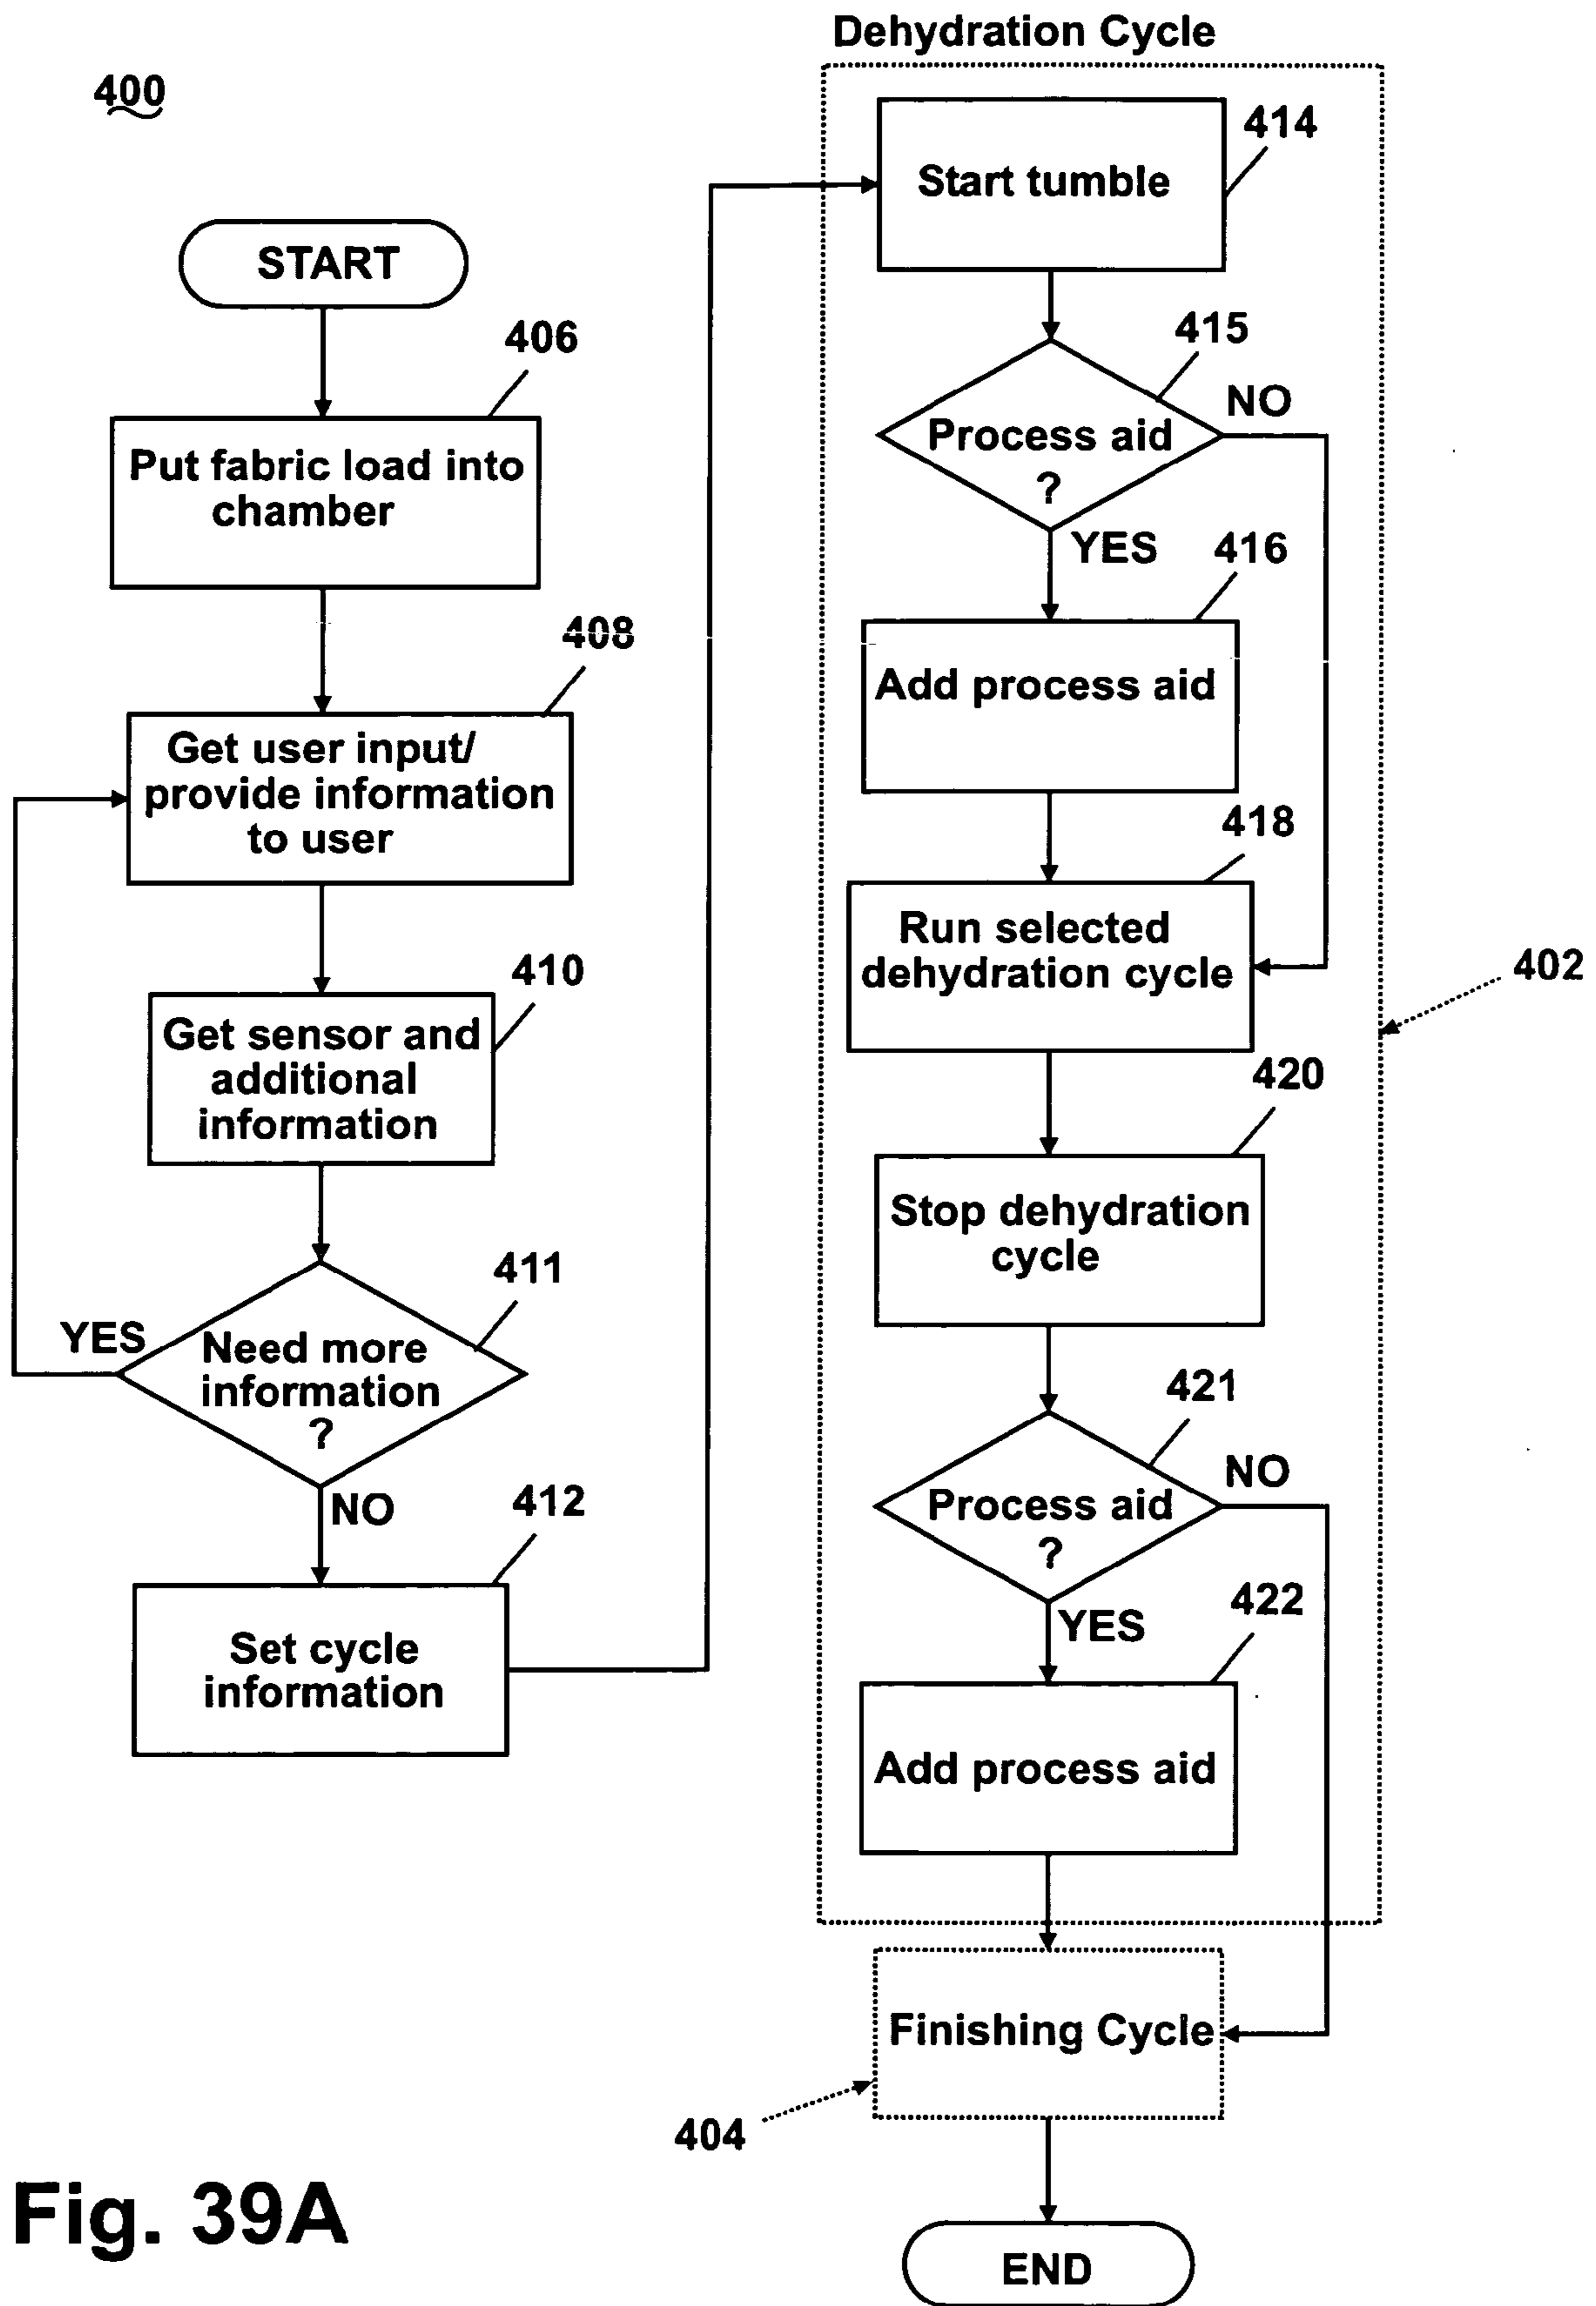 400
START
406
Put fabric load into
chamber
408
Get user input/
provide information
to user
410
Get sensor and
additional
information
411
YES
Need more
information
?
NO
412
Set cycle
information
Dehydration Cycle
414
Start tumble
415
NO
Process aid
?
YES
416
Add process aid
418
Run selected
dehydration cycle
402
420
Stop dehydration
cycle
421
NO
Process aid
?
YES
422
Add process aid
Finishing Cycle
404
END
Fig. 39A